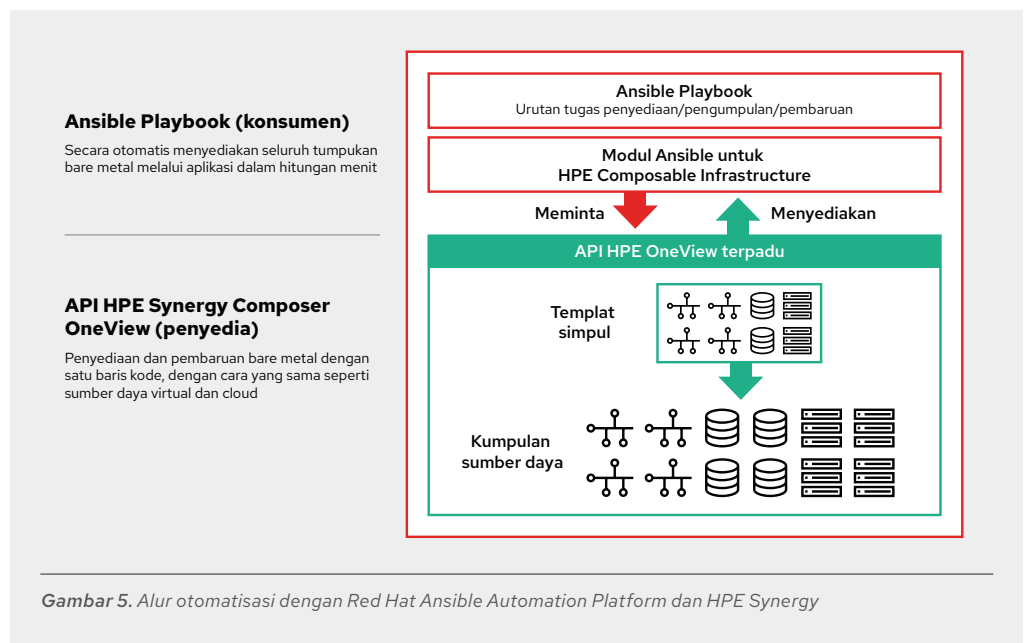 Ansible Playbook (konsumen)
Secara otomatis menyediakan seluruh tumpukan
bare metal melalui aplikasi dalam hitungan menit
API HPE Synergy Composer
OneView (penyedia)
Penyediaan dan pembaruan bare metal dengan
satu baris kode, dengan cara yang sama seperti
sumber daya virtual dan cloud
Ansible Playbook
Urutan tugas penyediaan/pengumpulan/pembaruan
Modul Ansible untuk
HPE Composable Infrastructure
Meminta
Menyediakan
API HPE OneView terpadu
Templat
simpul
Kumpulan
sumber daya
Gambar 5. Alur otomatisasi dengan Red Hat Ansible Automation Platform dan HPE Synergy